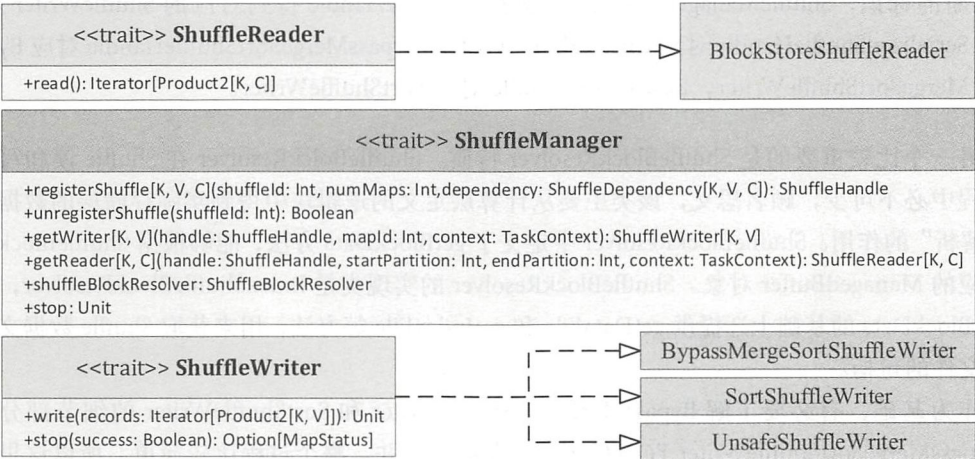 <<trait>> ShuffleReader
+read(): Iterator[Product2[K, C]]
BlockStoreShuffleReader
<<trait>> ShuffleManager
+registerShuffle[K, V, C](shuffleId: Int, numMaps: Int,dependency: ShuffleDependency[K, V, C]): ShuffleHandle
+unregisterShuffle(shuffleId: Int): Boolean
+getWriter[K, V](handle: ShuffleHandle, mapId: Int, context: TaskContext): ShuffleWriter[K, V]
+getReader[K, C](handle: ShuffleHandle, startPartition: Int, endPartition: Int, context: TaskContext): ShuffleReader[K, C]
+shuffleBlockResolver: ShuffleBlockResolver
+stop: Unit
<<trait>> ShuffleWriter
+write(records: Iterator[Product2[K, V]]): Unit
+stop(success: Boolean): Option[MapStatus]
BypassMergeSortShuffleWriter
SortShuffleWriter
UnsafeShuffleWriter